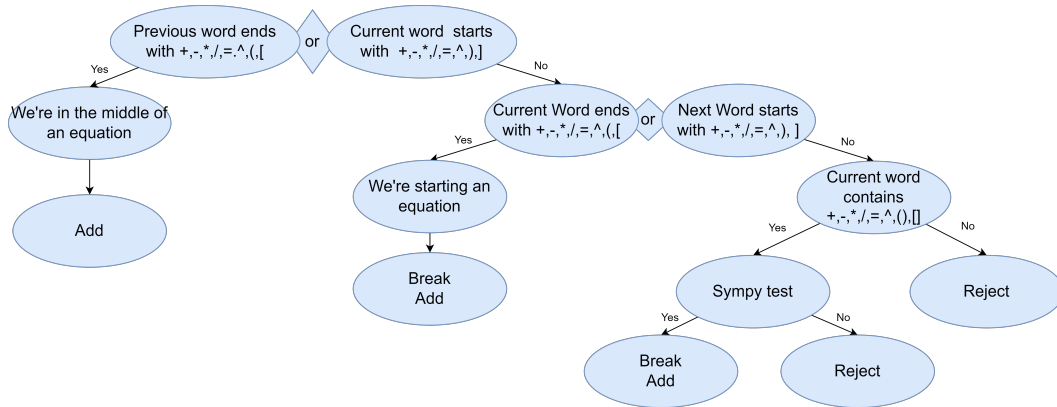 Previous word ends
with +,-,*,/,=.^,(,[
or
Current word  starts
with  +,-,*,/,=,^,),]
Yes
No
We're in the middle of
an equation
Current Word ends
with +,-,*,/,=,^,(,[
or
Next Word starts
with +,-,*,/,=,^,), ]
Yes
No
Add
We're starting an
equation
Current word
contains
+,-,*,/,=,^,(),[]
Yes
No
Break
Add
Sympy test
Reject
Yes
No
Break
Add
Reject